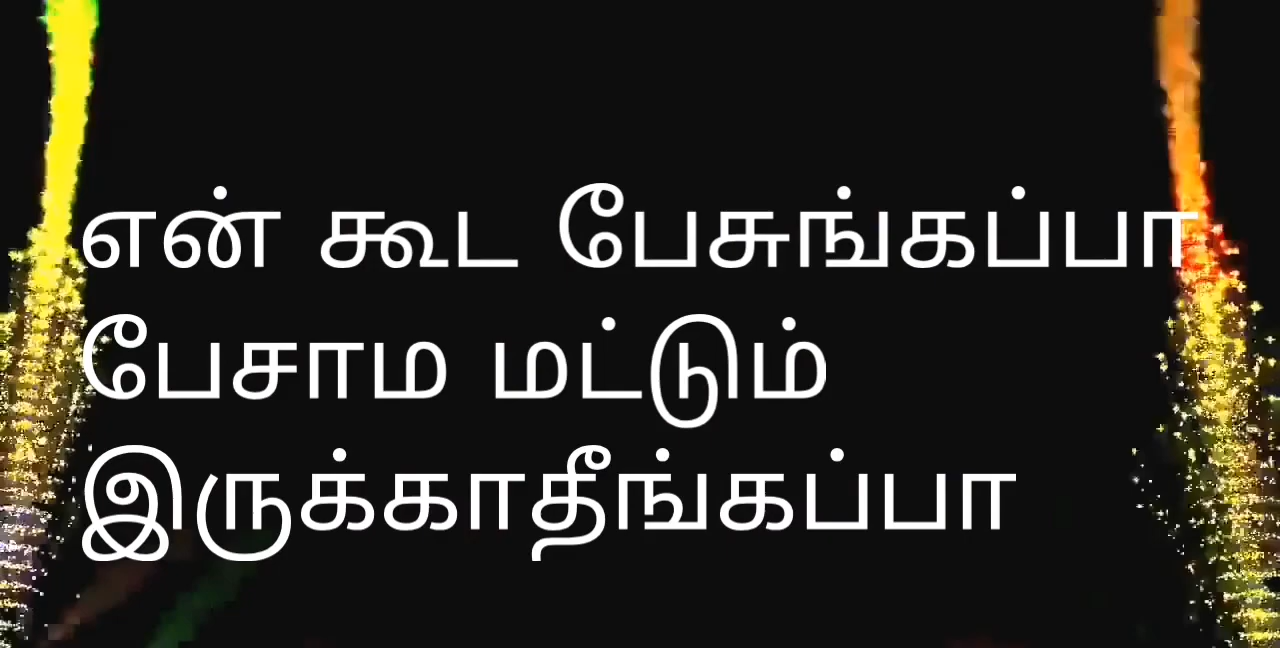 என் கூட பேசுங்கப்பா
பேசாம மட்டும்
இருக்காதீங்கப்பா